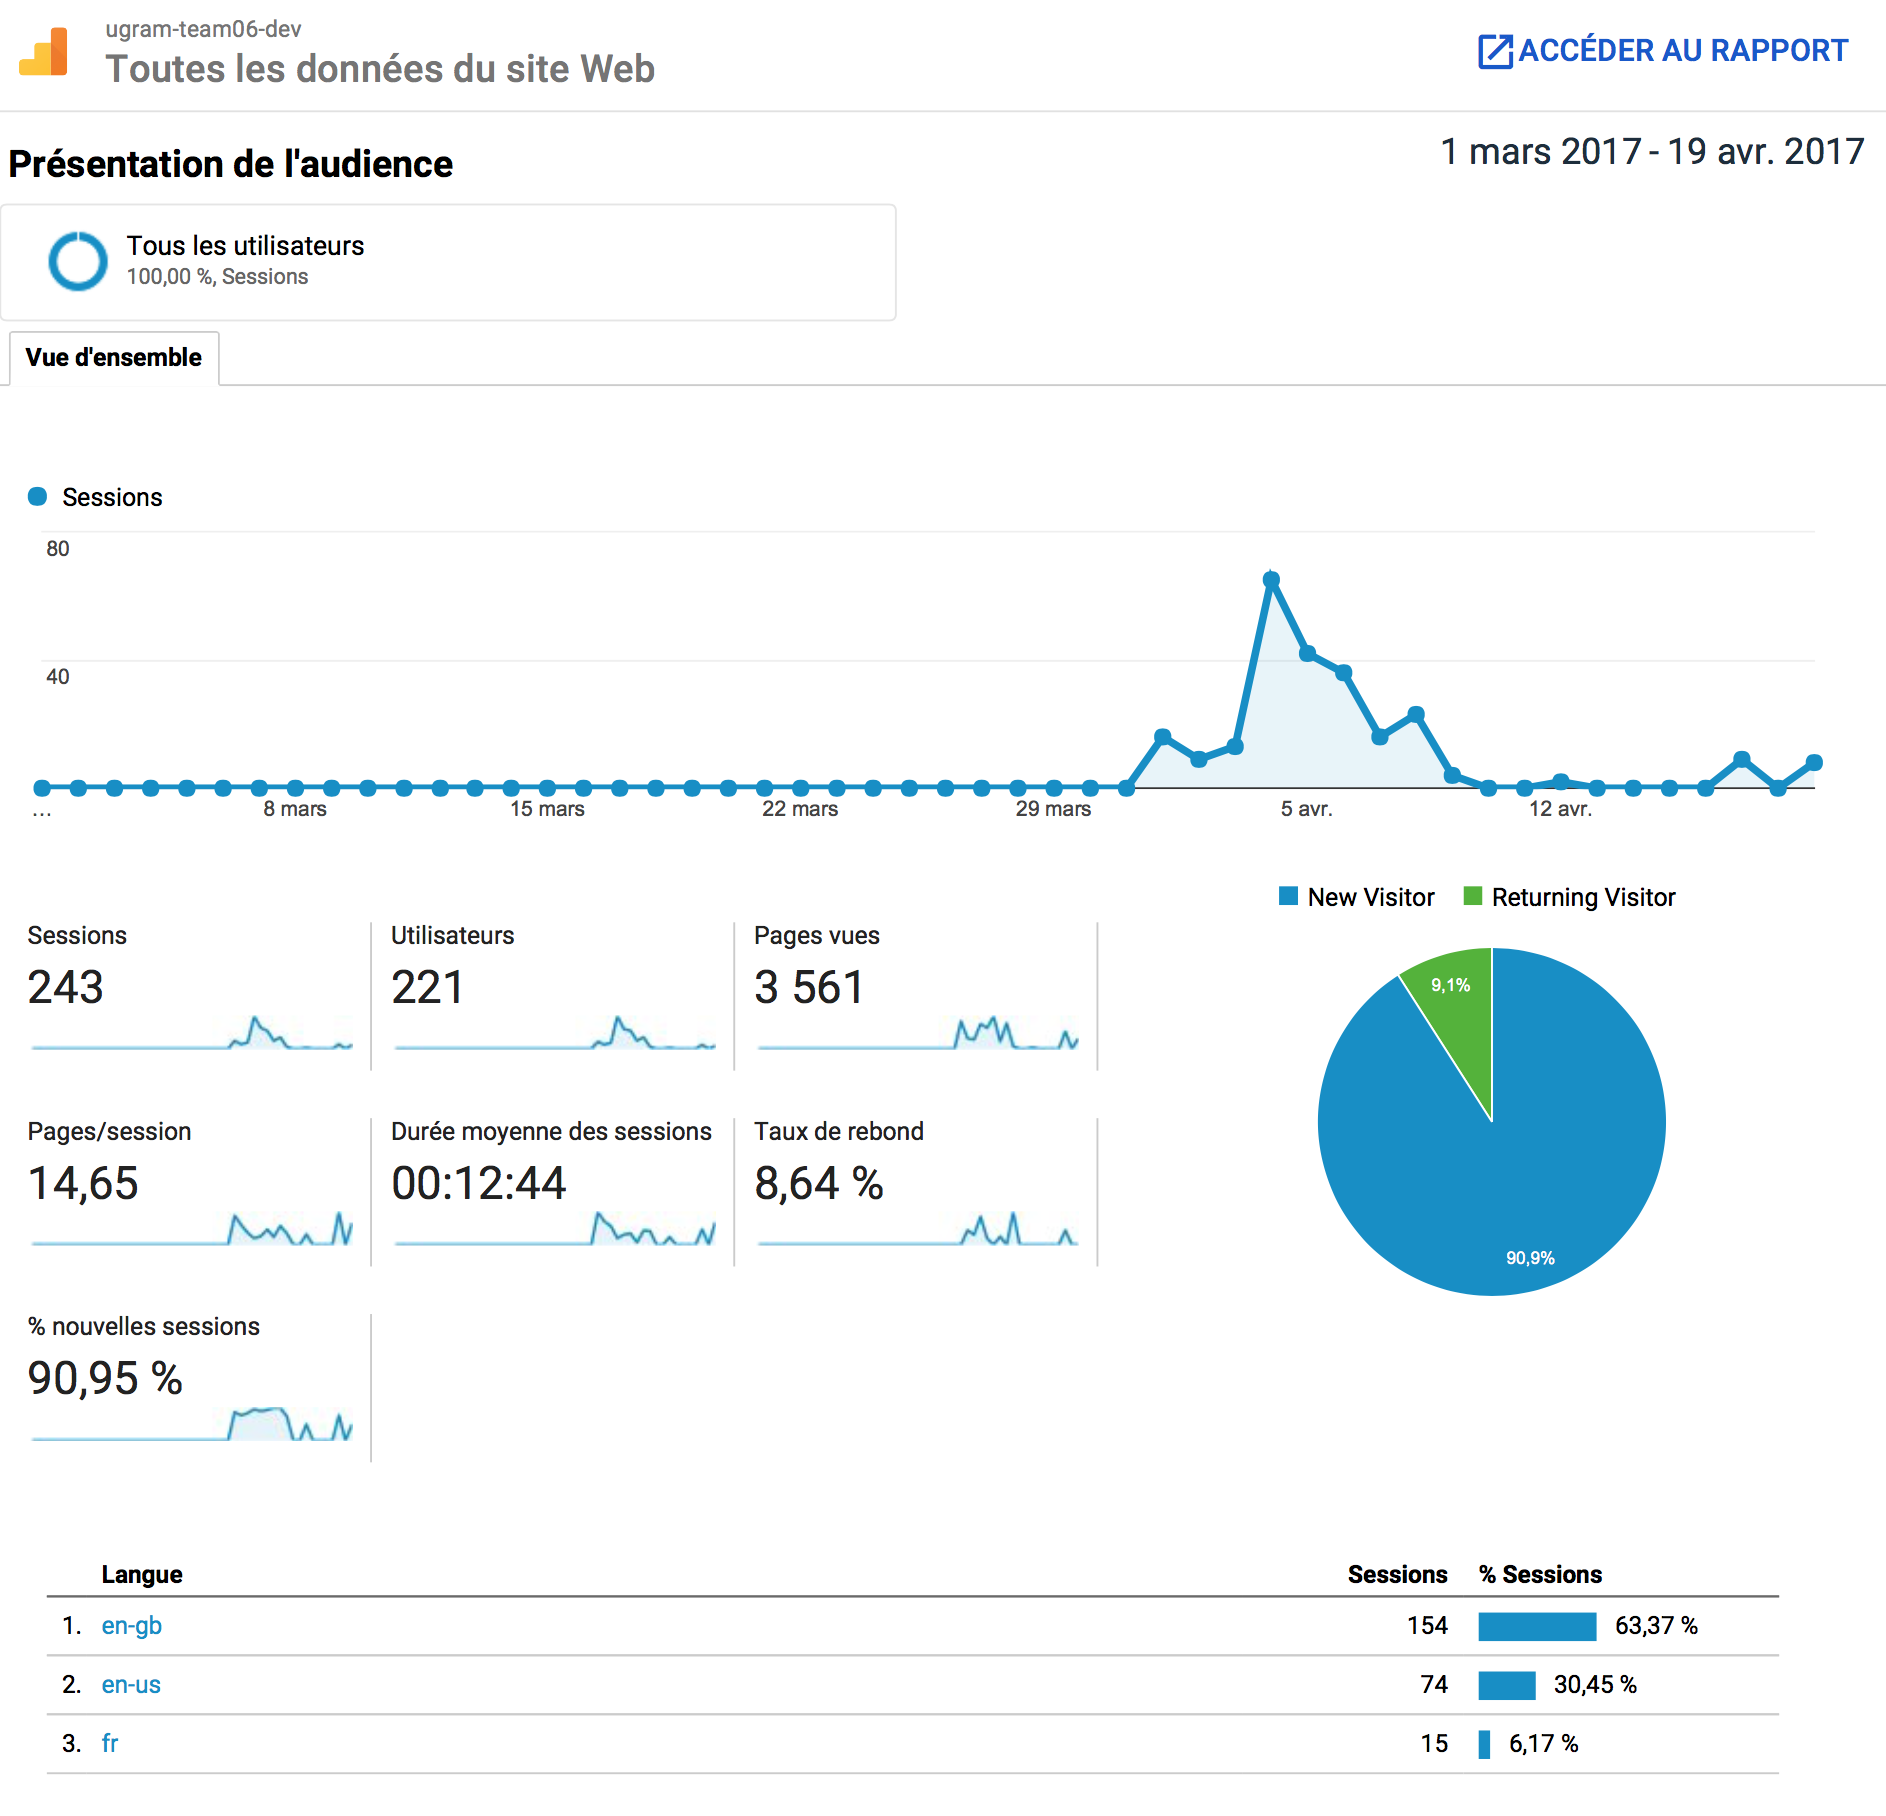 ugram-team06-dev
Toutes les données du site Web
ACCÉDER AU RAPPORT
Présentation de l'audience
1 mars 2017 - 19 avr. 2017
Tous les utilisateurs
100,00 %, Sessions
Vue d'ensemble
Sessions
80
40
... 8 mars 15 mars 22 mars 29 mars 5 avr. 12 avr.
New Visitor Returning Visitor
Sessions
243
Utilisateurs
221
Pages vues
3 561
Pages/session
14,65
Durée moyenne des sessions
00:12:44
Taux de rebond
8,64 %
% nouvelles sessions
90,95 %
9,1%
90,9%
Langue Sessions % Sessions
1. en-gb 154 63,37 %
2. en-us 74 30,45 %
3. fr 15 6,17 %